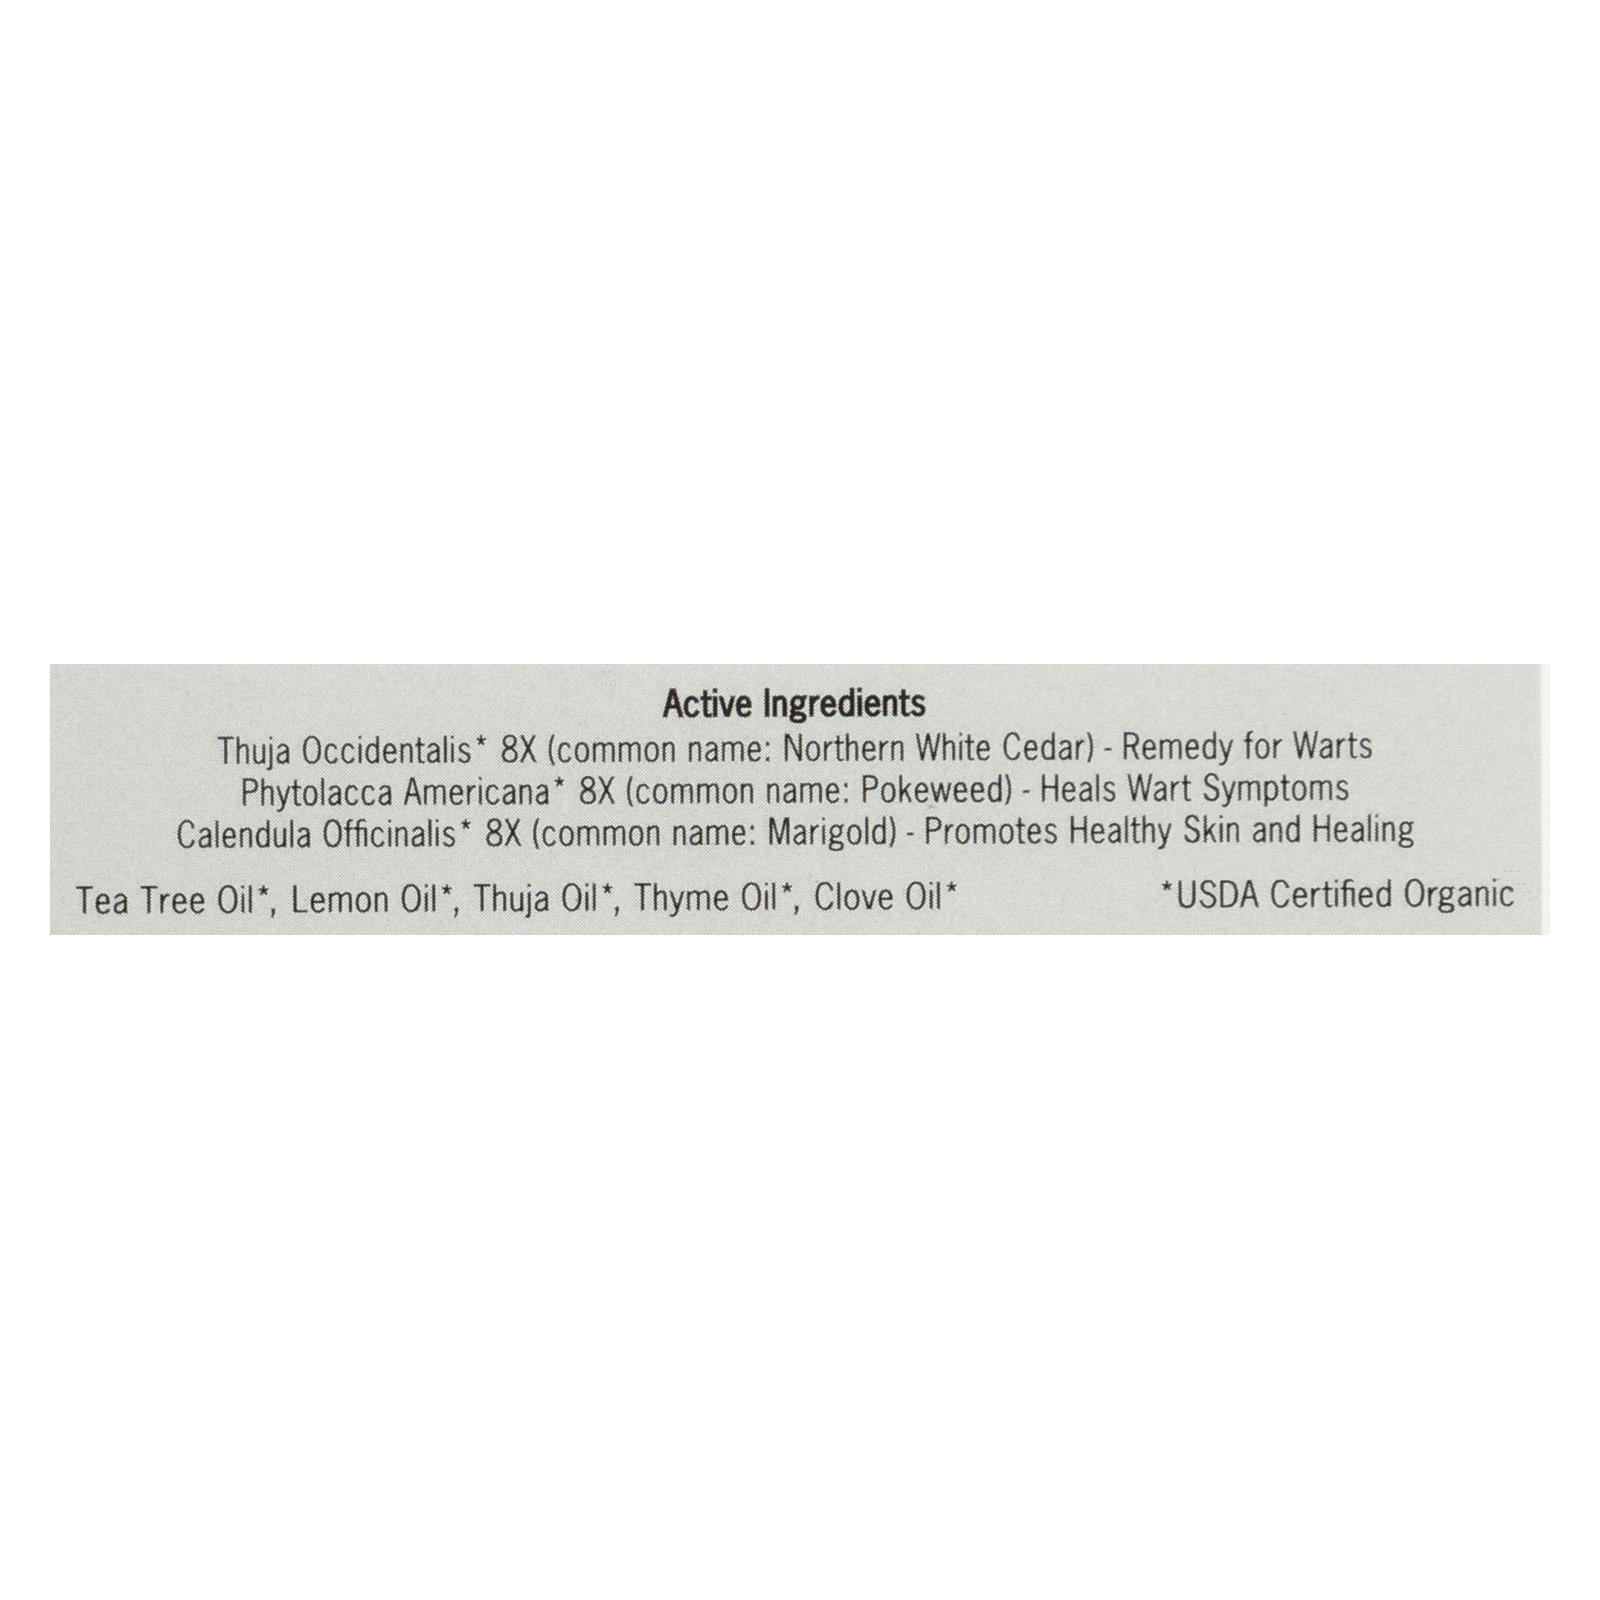 Active Ingredients
Thuja Occidentalis* 8X (common name: Northern White Cedar) - Remedy for Warts
Phytolacca Americana* 8X (common name: Pokeweed) - Heals Wart Symptoms
Calendula Officinalis* 8X (common name: Marigold) - Promotes Healthy Skin and Healing
Tea Tree Oil*, Lemon Oil*, Thuja Oil*, Thyme Oil*, Clove Oil* *USDA Certified Organic